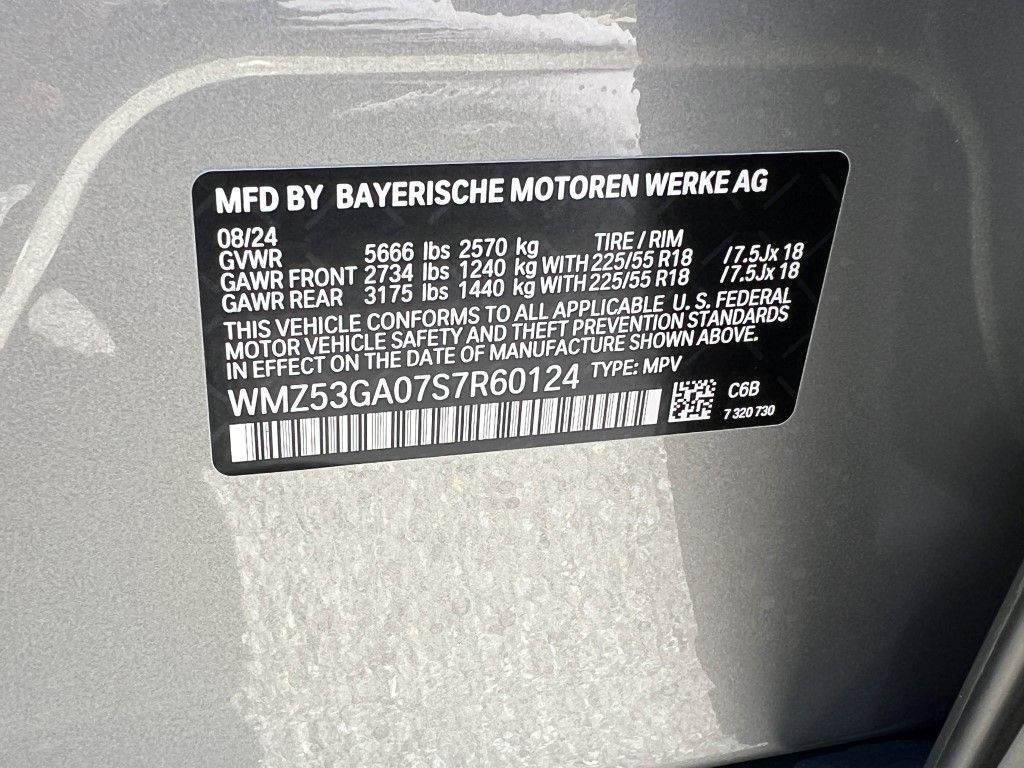 MFD BY BAYERISCHE MOTOREN WERKE AG
08/24 TIRE / RIM
GVWR 5666 lbs 2570 kg
GAWR FRONT 2734 lbs 1240 kg WITH 225/55 R18 /7.5Jx 18
GAWR REAR 3175 lbs 1440 kg WITH 225/55 R18 /7.5Jx 18
THIS VEHICLE CONFORMS TO ALL APPLICABLE U. S. FEDERAL
MOTOR VEHICLE SAFETY AND THEFT PREVENTION STANDARDS
IN EFFECT ON THE DATE OF MANUFACTURE SHOWN ABOVE.
WMZ53GA07S7R60124 TYPE: MPV
C6B
7 320 730